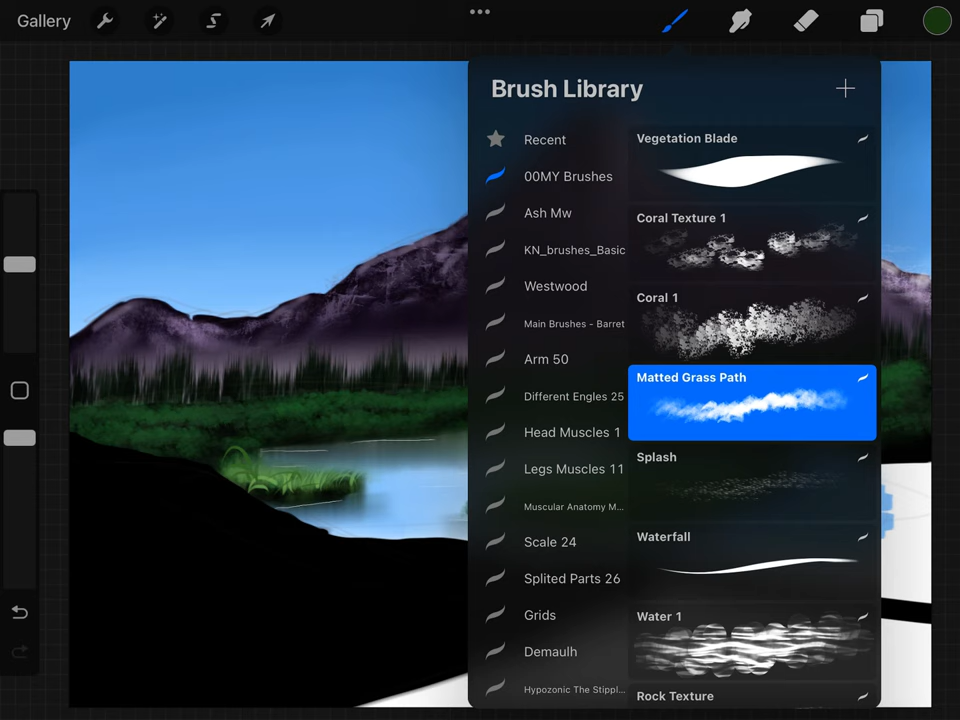 Gallery
Brush Library
Recent
00MY Brushes
Ash Mw
KN_brushes_Basic
Westwood
Main Brushes - Barret
Arm 50
Different Engles 25
Head Muscles 1
Legs Muscles 11
Muscular Anatomy M...
Scale 24
Splited Parts 26
Grids
Demaulh
Hypozonic The Stippl...
Vegetation Blade
Coral Texture 1
Coral 1
Matted Grass Path
Splash
Waterfall
Water 1
Rock Texture